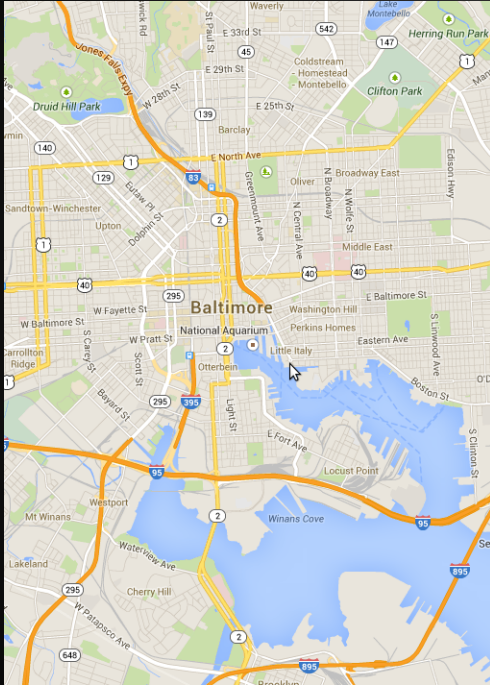 Waverly
Lake
Montebello
St Paul St
E 33rd St
542
Herring Run Park
147
45
Jones Falls Expy
E 29th St
Coldstream
- Homestead
- Montebello
1
Clifton Park
W 28th St
Druid Hill Park
E 25th St
139
Barclay
140
1
E North Ave
Edison Hwy
129
83
Greenmount Ave
Oliver
N Broadway
Broadway East
Eutaw Pl
N Wolfe St
Sandtown-Winchester
N Central Ave
Upton
Dolphin St
2
1
Middle East
40
40
40
295
E Baltimore St
Baltimore
W Fayette St
Washington Hill
W Baltimore St
National Aquarium
Perkins Homes
S Linwood Ave
S Carey St
W Pratt St
Eastern Ave
Carrollton
Ridge
2
Little Italy
Scott St
Otterbein
1
Boston St
Bayard St
295
395
Light St
E Fort Ave
S Clinton St
95
Locust Point
Westport
Mt Winans
2
Winans Cove
95
Waterview Ave
Lakeland
895
295
Cherry Hill
W Patapsco Ave
2
648
895
Brooklyn